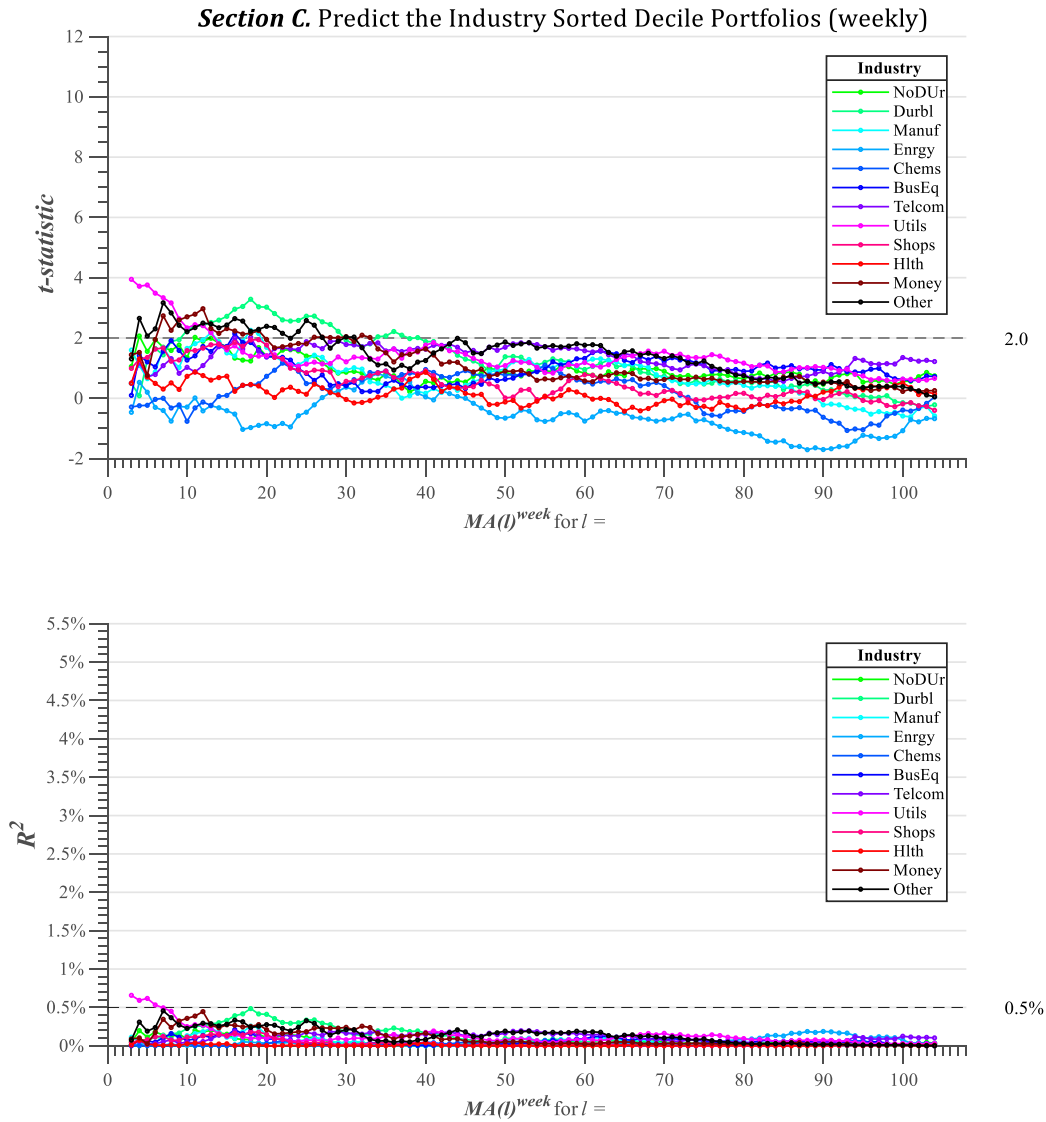 Section C. Predict the Industry Sorted Decile Portfolios (weekly)
12
10
8
6
4
2
0
-2
t-statistic
Industry
NoDUr
Durbl
Manuf
Enrgy
Chems
BusEq
Telcom
Utils
Shops
Hlth
Money
Other
2.0
0 10 20 30 40 50 60 70 80 90 100
MA(l)week for l =
5.5%
5%
4.5%
4%
3.5%
3%
2.5%
2%
1.5%
1%
0.5%
0%
R2
Industry
NoDUr
Durbl
Manuf
Enrgy
Chems
BusEq
Telcom
Utils
Shops
Hlth
Money
Other
0.5%
0 10 20 30 40 50 60 70 80 90 100
MA(l)week for l =